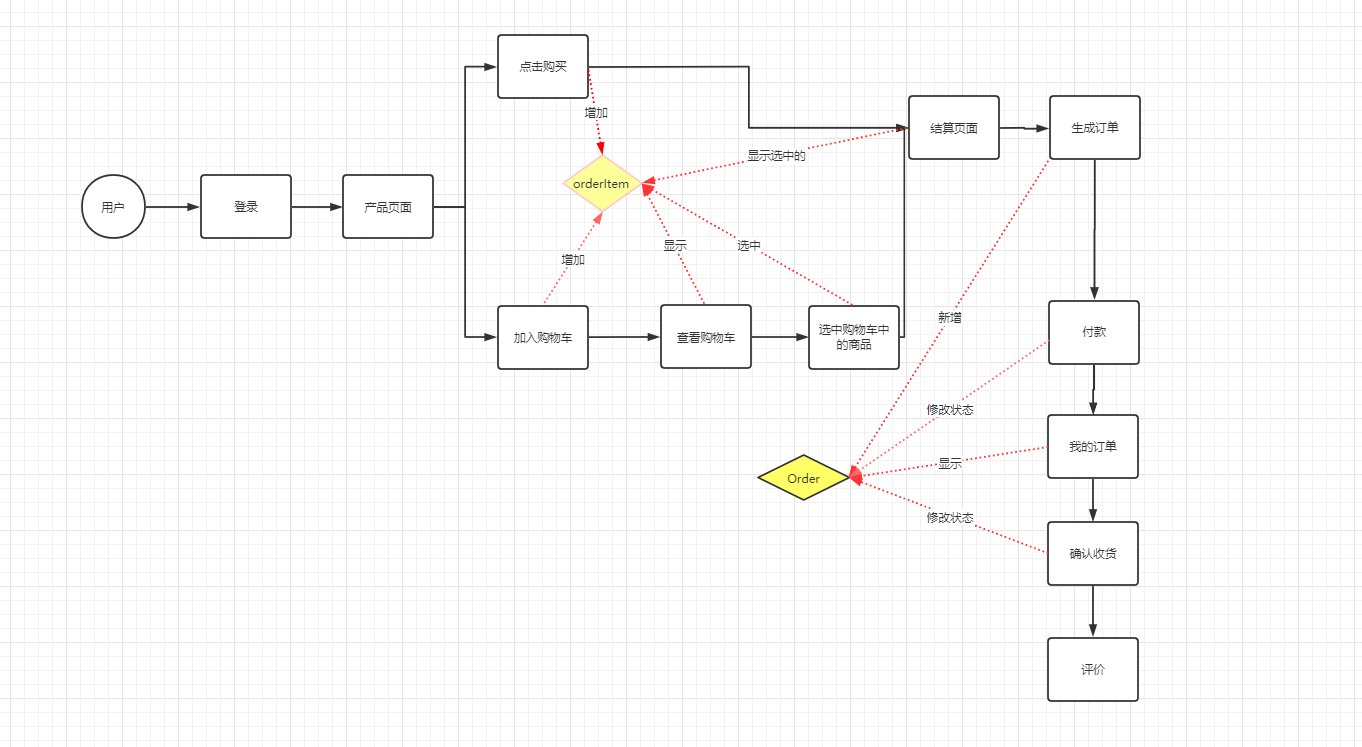 点击购买
增加
结算页面
生成订单
显示选中的
orderItem
用户
登录
产品页面
增加
显示
选中
新增
加入购物车
查看购物车
选中购物车中
的商品
付款
修改状态
我的订单
显示
Order
修改状态
确认收货
评价